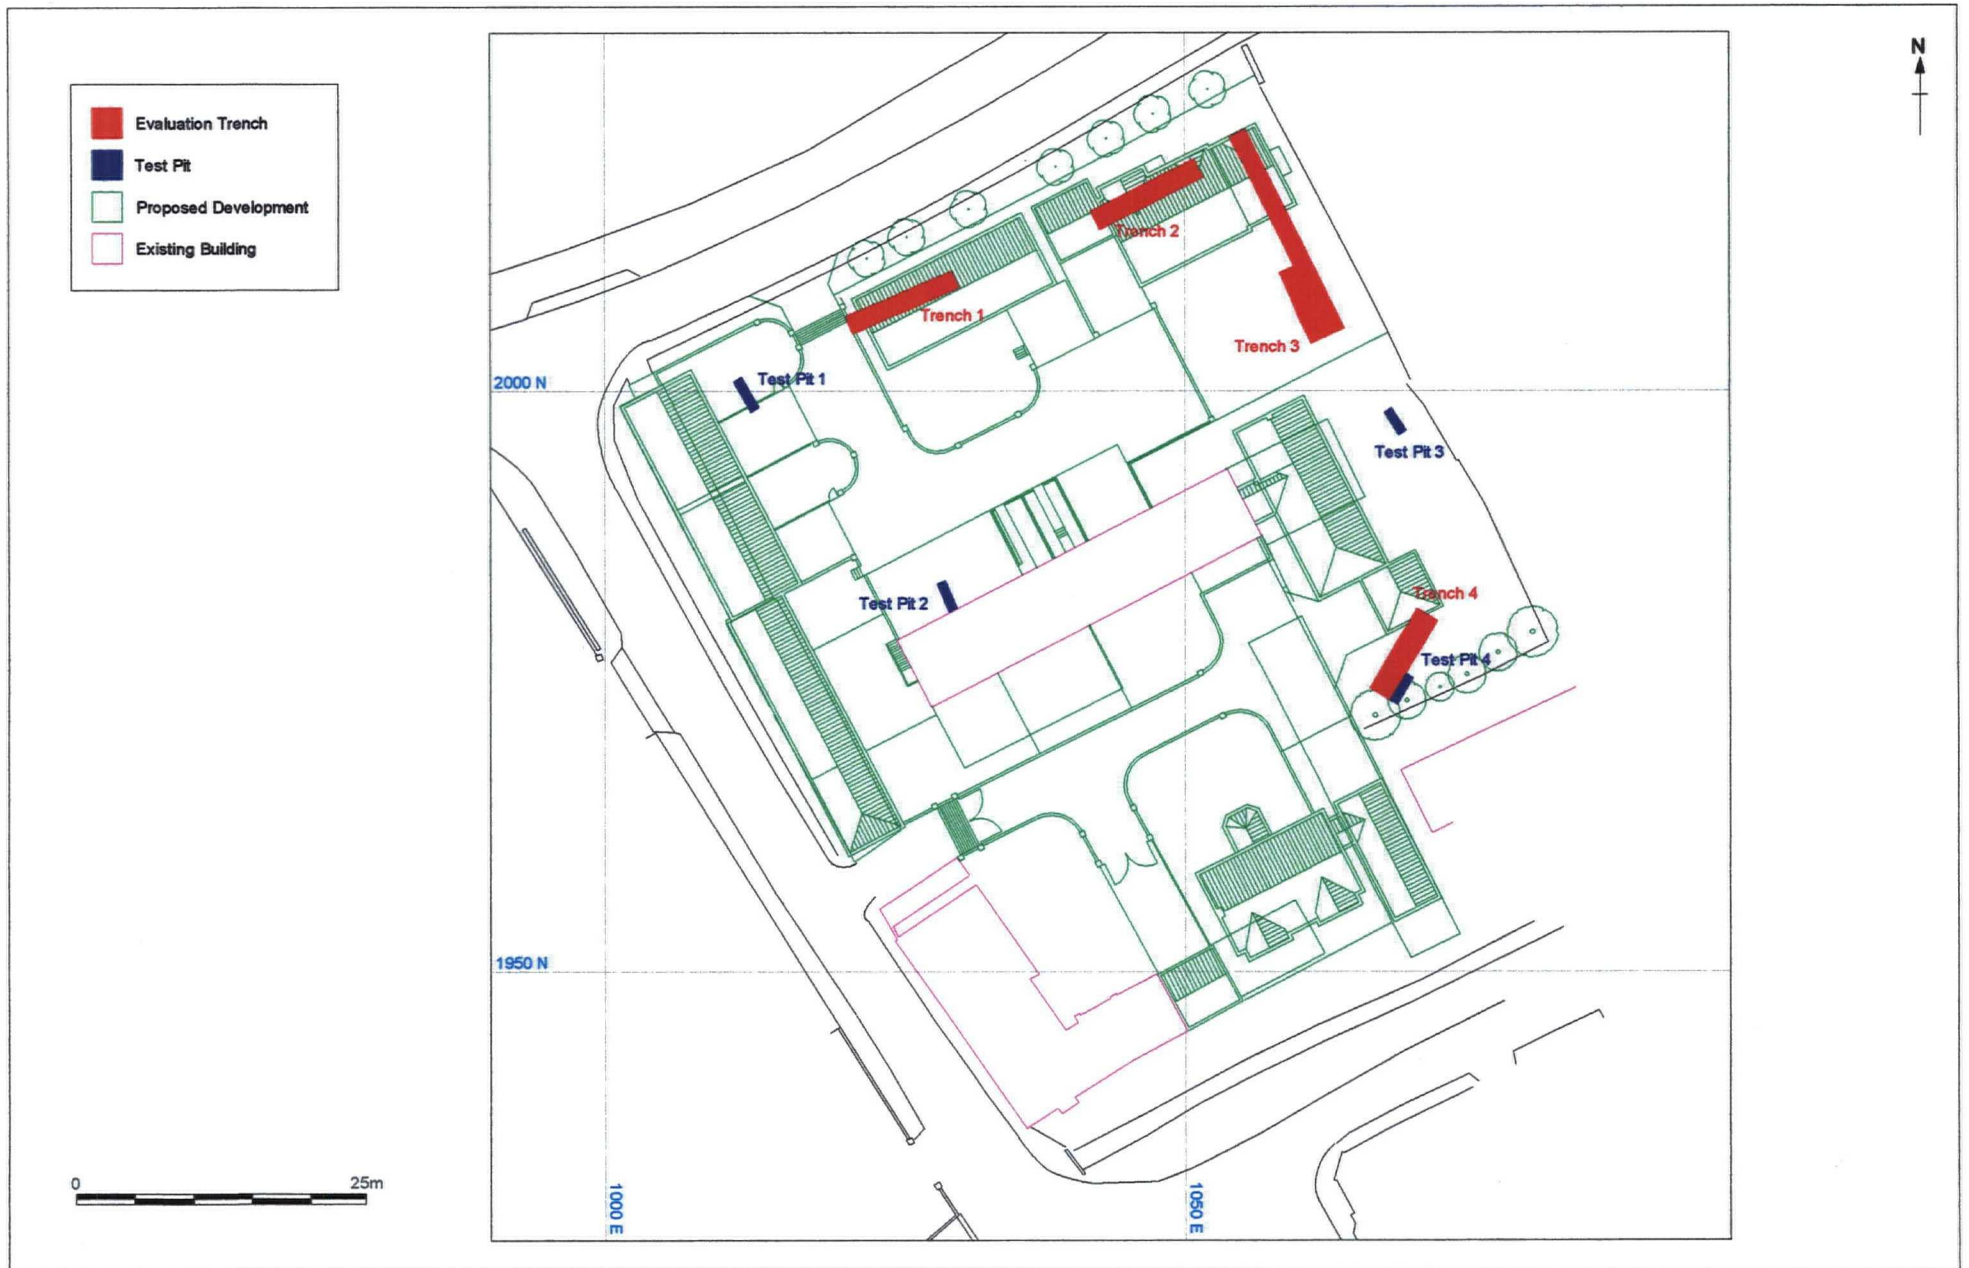 N
Evaluation Trench
Test Pit
Proposed Development
Existing Building
Trench 2
Trench 1
Trench 3
2000 N
Test Pit 1
Test Pit 3
Test Pit 2
Trench 4
Test Pit 4
1950 N
0 25m
1000 E
1050 E